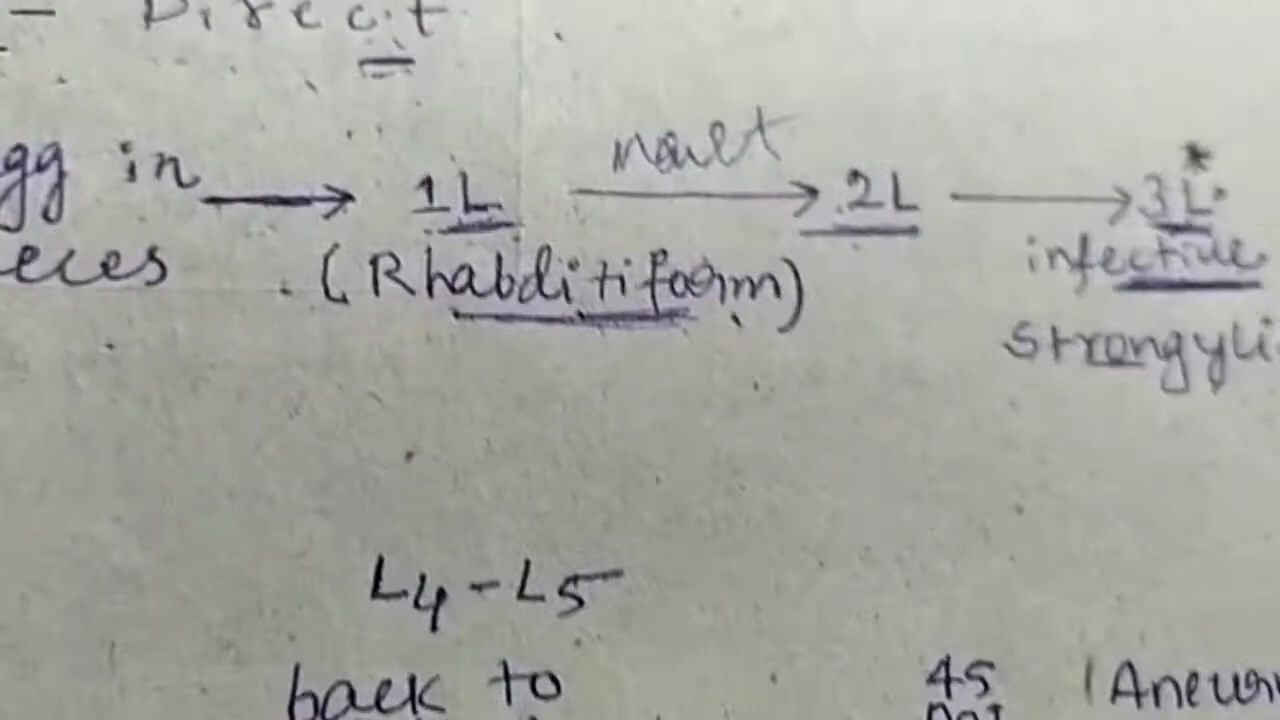 – Direct
gg in → 1L moult → 2L → 3L*
eces (Rhabditiform) infective
strongyli
L4 – L5
back to 45 (Aneur